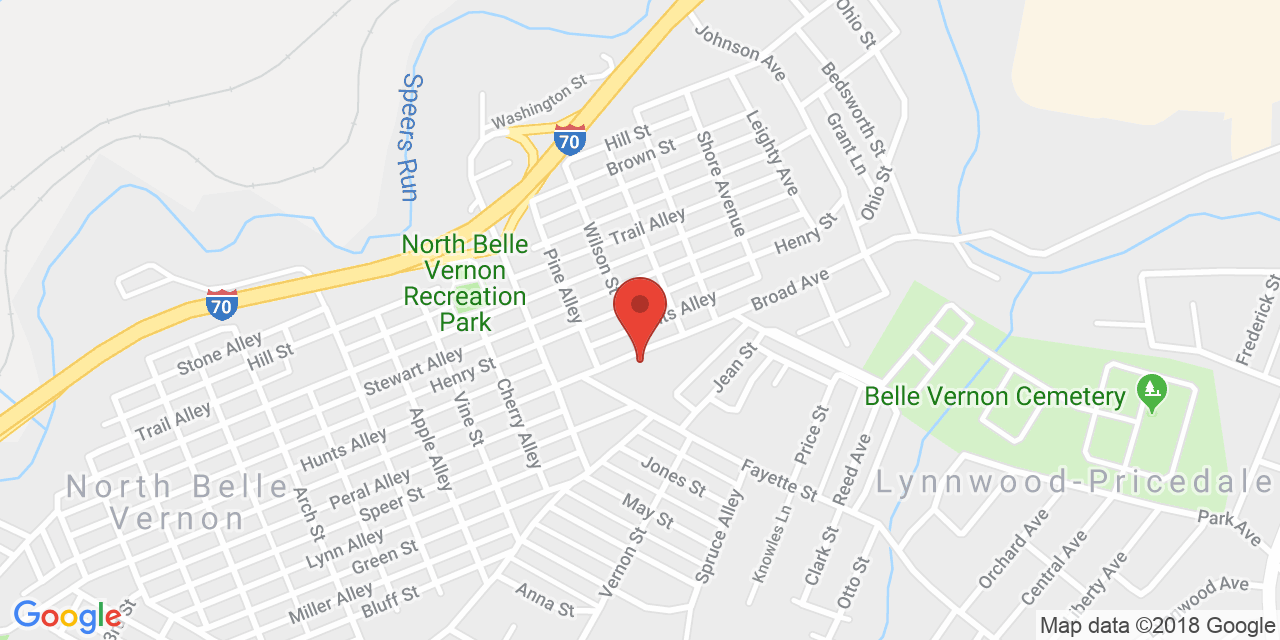 Ohio St
Johnson Ave
Speers Run
Washington St
70
Bedsworth St
Grant Ln
Leighty Ave
Hill St
Brown St
Shore Avenue
Ohio St
Trail Alley
Wilson St
Henry St
North Belle
Vernon
Recreation
Park
Pine Alley
70
Broad Ave
Frederick St
Stone Alley
Hill St
Stewart Alley
Henry St
Jean St
Belle Vernon Cemetery
Trail Alley
Cherry Alley
Vine St
Apple Alley
Price St
Reed Ave
Hunts Alley
Jones St
Fayette St
Lynnwood-Pricedale
North Belle
Vernon
Peral Alley
Speer St
Arch St
May St
Spruce Alley
Knowles Ln
Clark St
Otto St
Park Ave
Orchard Ave
Central Ave
Lynn Alley
Green St
Vernon St
Miller Alley
Bluff St
Anna St
Google
Map data ©2018 Google